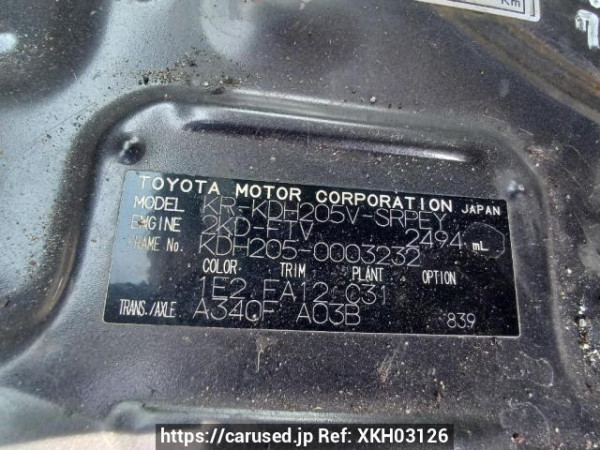 Km
TOYOTA MOTOR CORPORATION JAPAN
MODEL KR-KDH205V-SRPEY
ENGINE 2KD-FTV 2494 mL
FRAME No. KDH205-0003232
COLOR TRIM PLANT OPTION
1E2 FA12 C31
TRANS./AXLE A340F A03B 839
https://carused.jp Ref: XKH03126